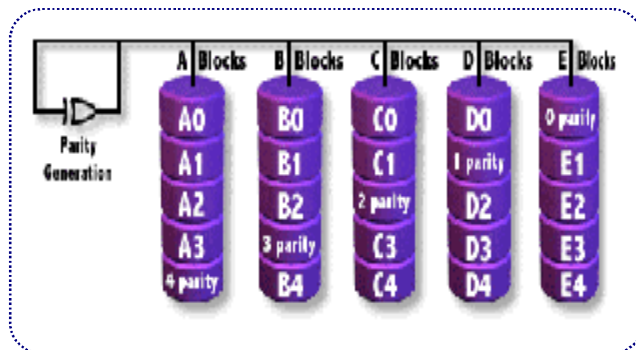 A Blocks B Blocks C Blocks D Blocks E Blocks
A0 B0 C0 D0 0 parity
Parity
Generation
A1 B1 C1 1 parity E1
A2 B2 2 parity D2 E2
A3 3 parity C3 D3 E3
4 parity B4 C4 D4 E4